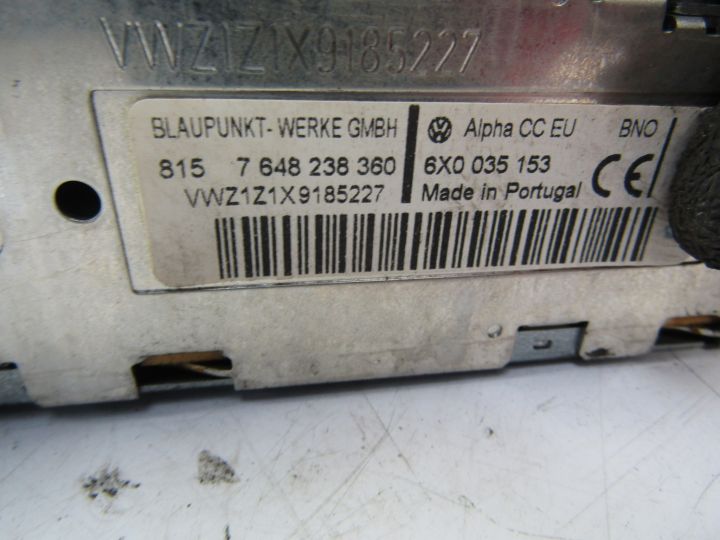 VWZ1Z1X9185227
BLAUPUNKT-WERKE GMBH
815 7 648 238 360
VWZ1Z1X9185227
Alpha CC EU BNO
6X0 035 153
Made in Portugal CE